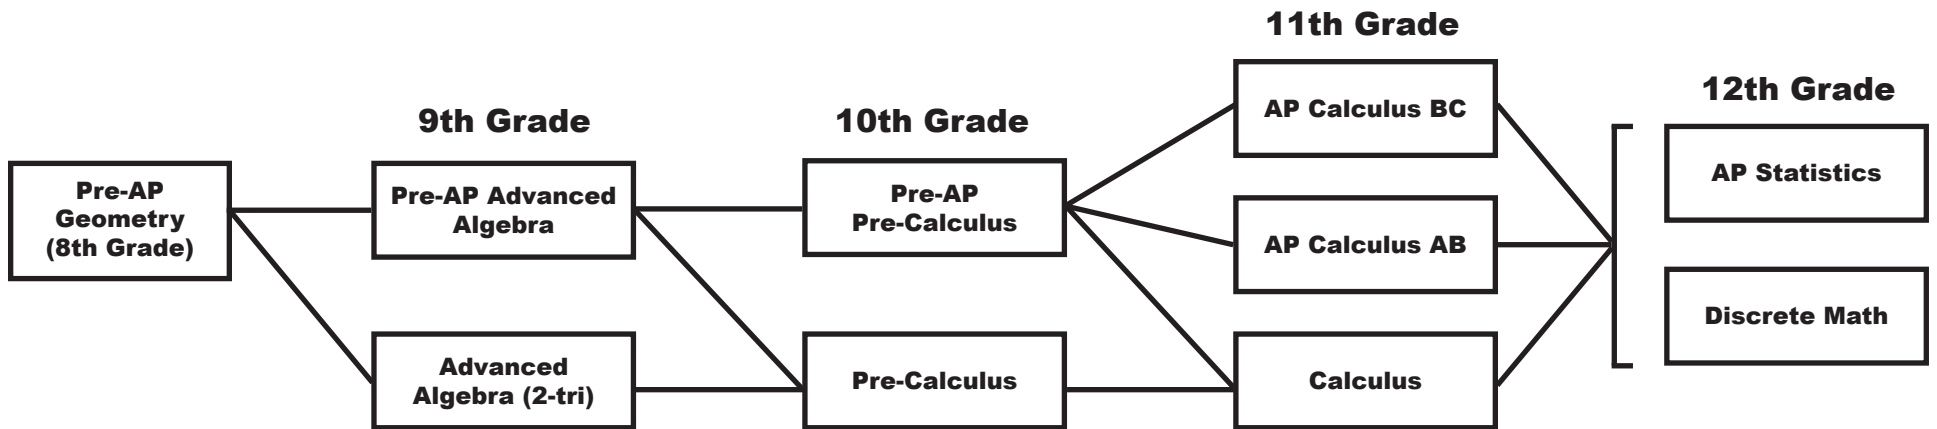 11th Grade
12th Grade
9th Grade
10th Grade
Pre-AP
Geometry
(8th Grade)
Pre-AP Advanced
Algebra
Advanced
Algebra (2-tri)
Pre-AP
Pre-Calculus
Pre-Calculus
AP Calculus BC
AP Calculus AB
Calculus
AP Statistics
Discrete Math